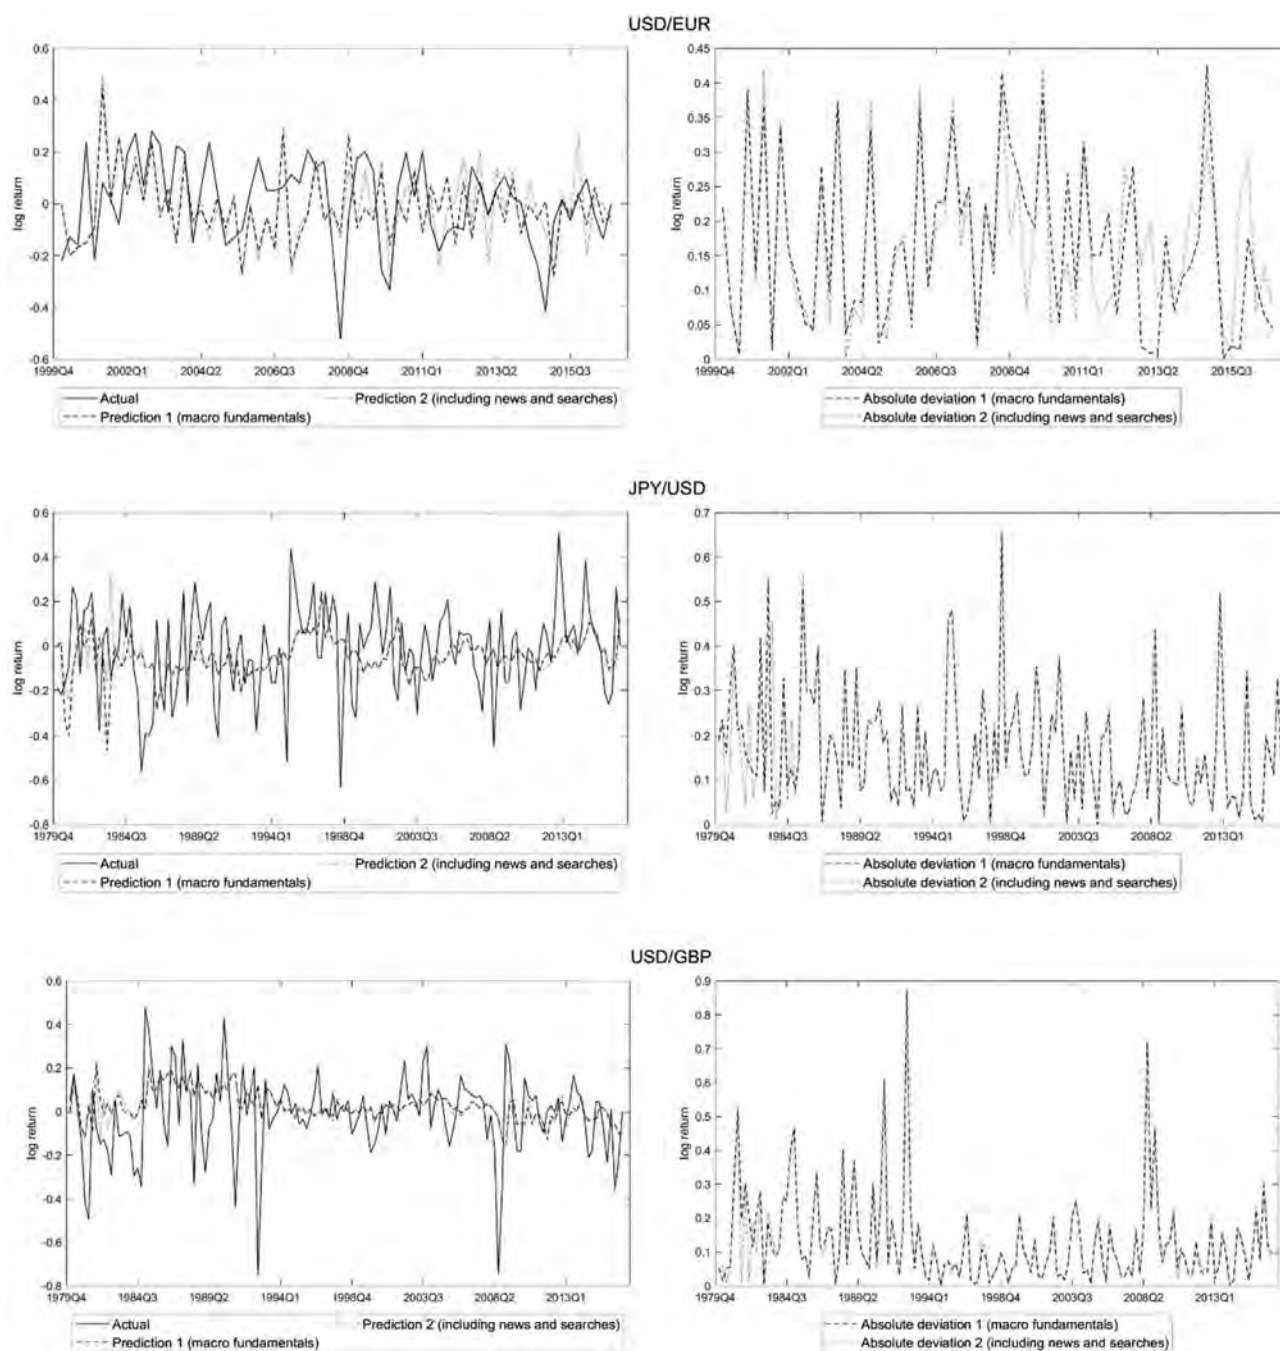 USD/EUR
0.6
0.4
0.2
0
-0.2
-0.4
-0.6
log return
1999Q4 2002Q1 2004Q2 2006Q3 2008Q4 2011Q1 2013Q2 2015Q3
Actual Prediction 2 (including news and searches)
Prediction 1 (macro fundamentals)
0.45
0.4
0.35
0.3
0.25
0.2
0.15
0.1
0.05
0
log return
1999Q4 2002Q1 2004Q2 2006Q3 2006Q4 2011Q1 2013Q2 2015Q3
Absolute deviation 1 (macro fundamentals)
Absolute deviation 2 (including news and searches)
JPY/USD
0.6
0.4
0.2
0
-0.2
-0.4
-0.6
-0.8
log return
1979Q4 1984Q3 1989Q2 1994Q1 1998Q4 2003Q3 2008Q2 2013Q1
Actual Prediction 2 (including news and searches)
Prediction 1 (macro fundamentals)
0.7
0.6
0.5
0.4
0.3
0.2
0.1
0
log return
1979Q4 1984Q3 1989Q2 1994Q1 1998Q4 2003Q3 2008Q2 2013Q1
Absolute deviation 1 (macro fundamentals)
Absolute deviation 2 (including news and searches)
USD/GBP
0.6
0.4
0.2
0
-0.2
-0.4
-0.6
-0.8
log return
1979Q4 1984Q3 1989Q2 1994Q1 1998Q4 2003Q3 2008Q2 2013Q1
Actual Prediction 2 (including news and searches)
Prediction 1 (macro fundamentals)
0.9
0.8
0.7
0.6
0.5
0.4
0.3
0.2
0.1
0
log return
1979Q4 1984Q3 1989Q2 1994Q1 1998Q4 2003Q3 2008Q2 2013Q1
Absolute deviation 1 (macro fundamentals)
Absolute deviation 2 (including news and searches)